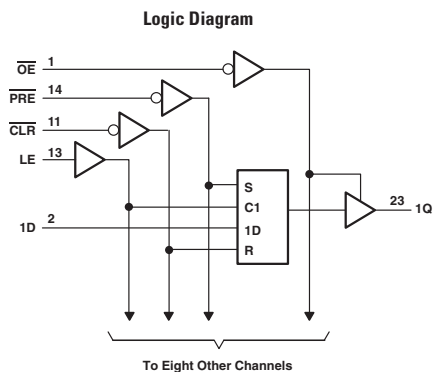 Logic Diagram
OE 1
PRE 14
CLR 11
LE 13
S
C1
1D 2
1D
R
23 1Q
To Eight Other Channels